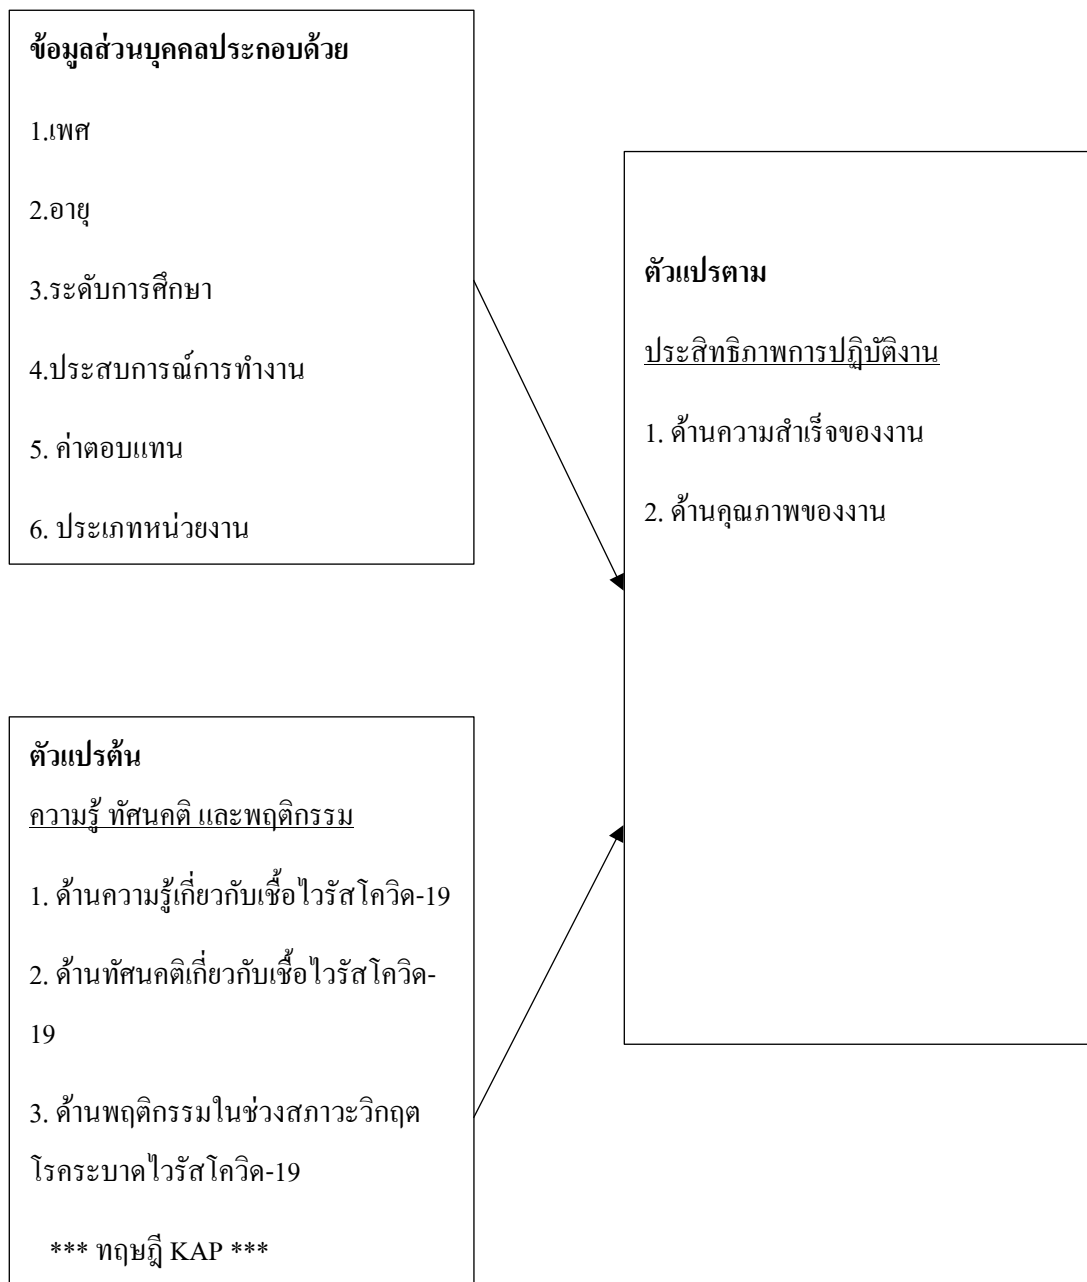 ข้อมูลส่วนบุคคลประกอบด้วย
1.เพศ
2.อายุ
3.ระดับการศึกษา
4.ประสบการณ์การทำงาน
5. ค่าตอบแทน
6. ประเภทหน่วยงาน
ตัวแปรตาม
ประสิทธิภาพการปฏิบัติงาน
1. ด้านความสำเร็จของงาน
2. ด้านคุณภาพของงาน
ตัวแปรต้น
ความรู้ ทัศนคติ และพฤติกรรม
1. ด้านความรู้เกี่ยวกับเชื้อไวรัสโควิด-19
2. ด้านทัศนคติเกี่ยวกับเชื้อไวรัสโควิด-
19
3. ด้านพฤติกรรมในช่วงสภาวะวิกฤต
โรคระบาดไวรัสโควิด-19
*** ทฤษฎี KAP ***